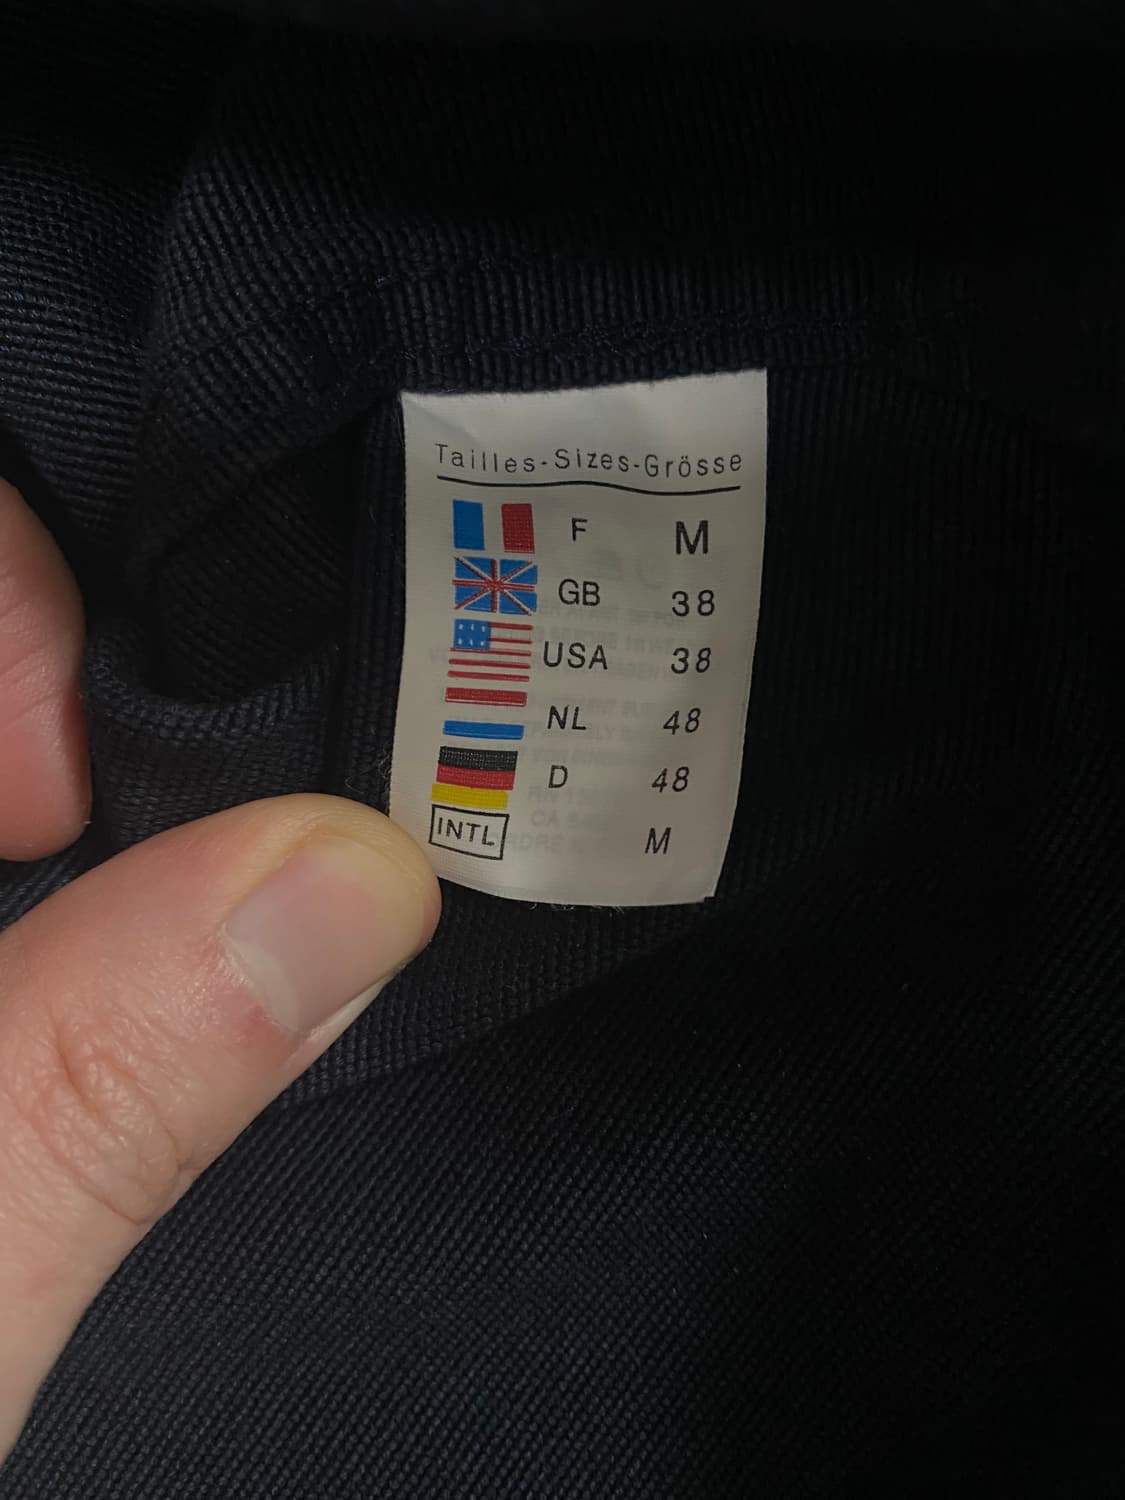 Tailles-Sizes-Grösse
F M
GB 38
USA 38
NL 48
D 48
INTL M